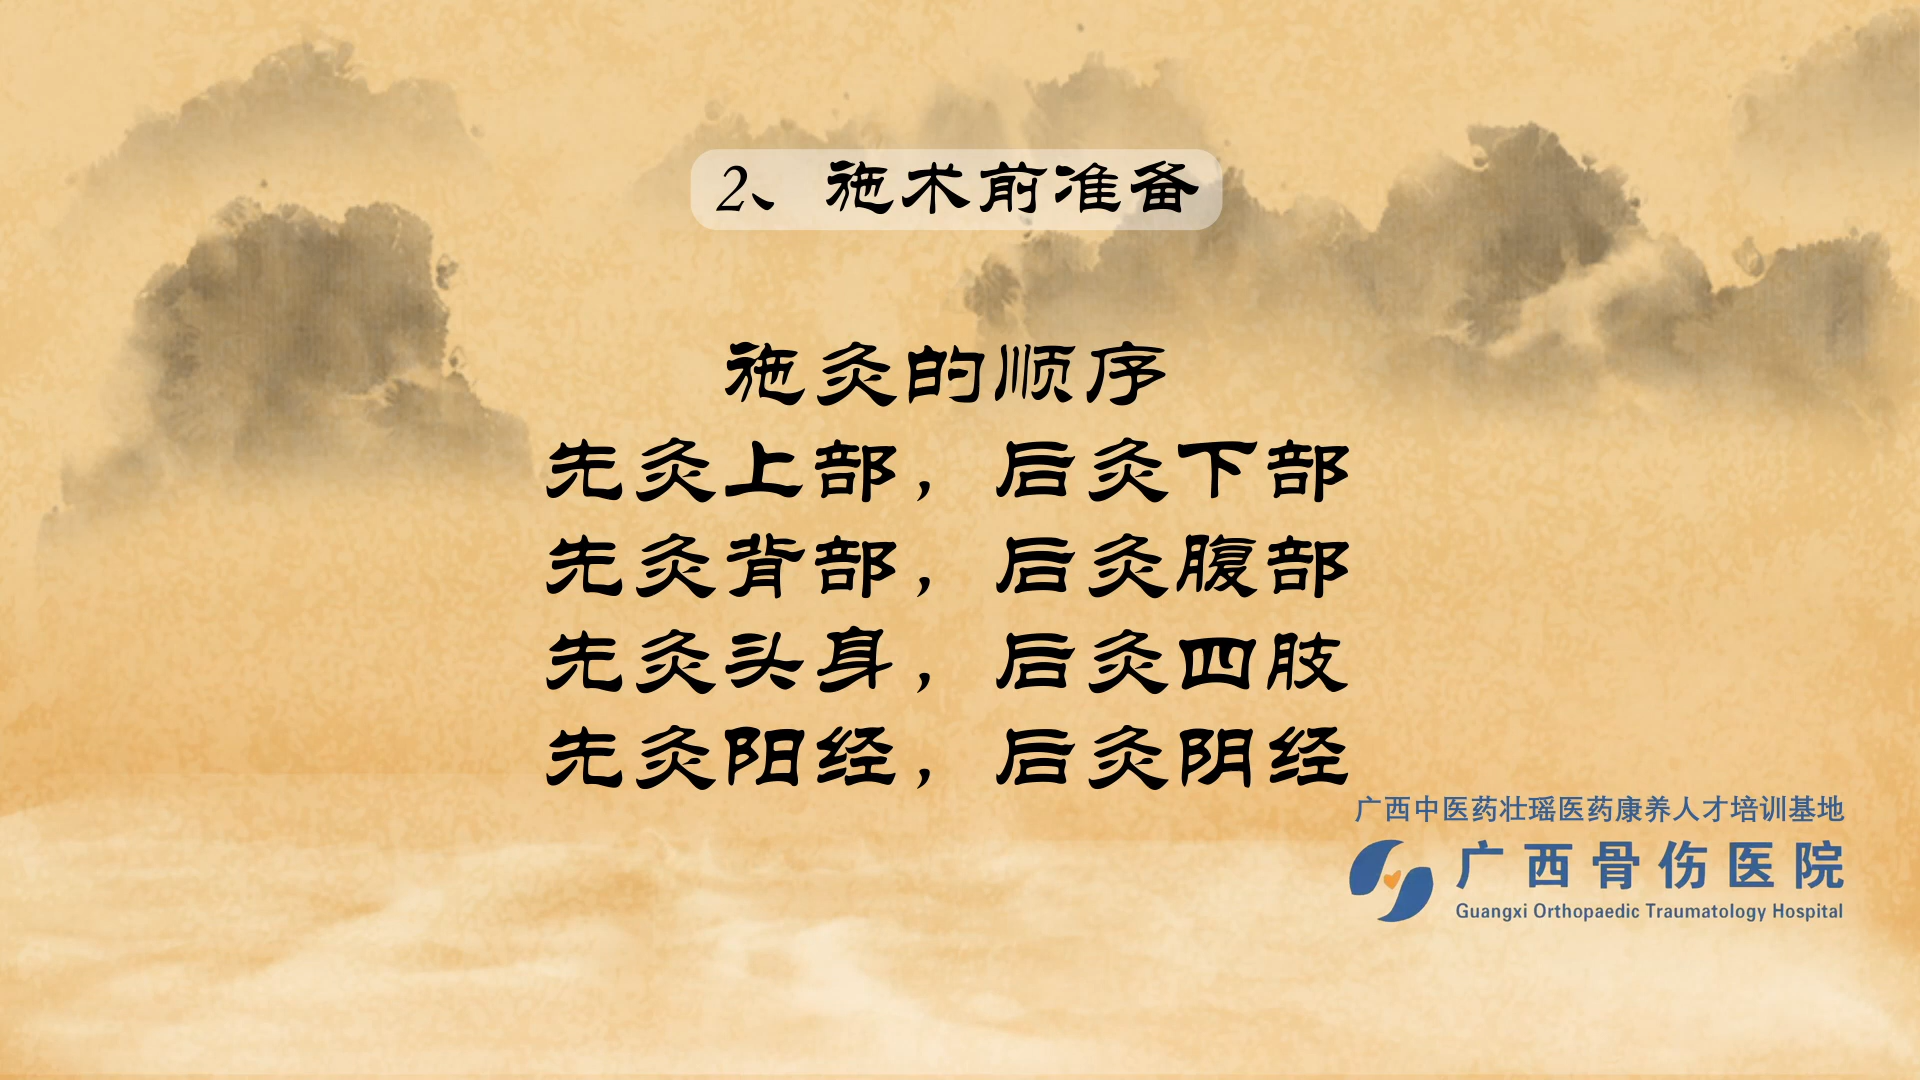 2、施术前准备
施灸的顺序
先灸上部，后灸下部
先灸背部，后灸腹部
先灸头身，后灸四肢
先灸阳经，后灸阴经
广西中医药壮瑶医药康养人才培训基地
广西骨伤医院
Guangxi Orthopaedic Traumatology Hospital